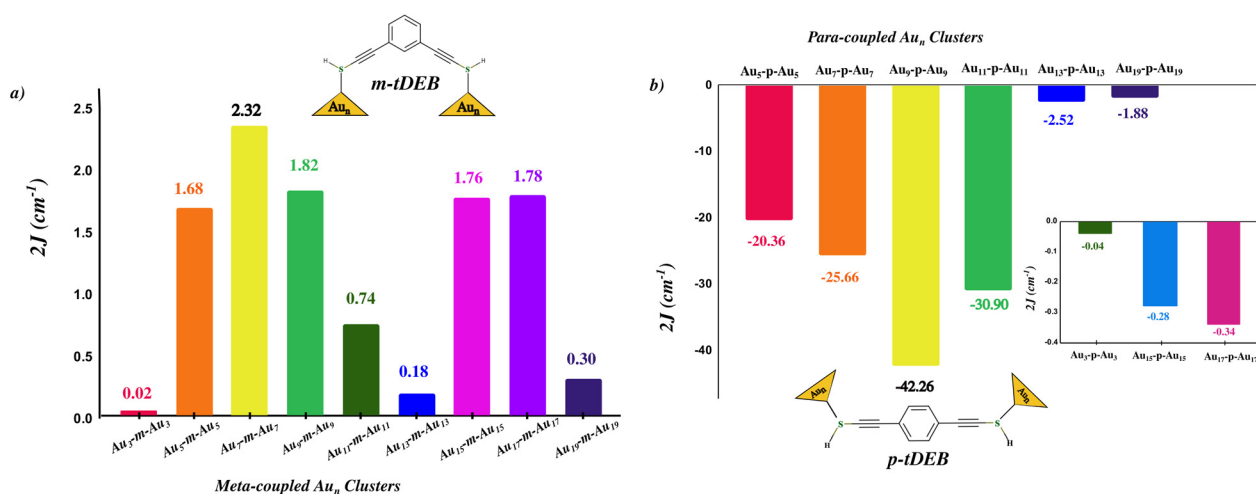 a)
H
S
S
H
m-tDEB
Auₙ
Auₙ
2J (cm⁻¹)
2.5
2.0
1.5
1.0
0.5
0.0
0.02
1.68
2.32
1.82
0.74
0.18
1.76
1.78
0.30
Au₃-m-Au₃
Au₅-m-Au₅
Au₇-m-Au₇
Au₉-m-Au₉
Au₁₁-m-Au₁₁
Au₁₃-m-Au₁₃
Au₁₅-m-Au₁₅
Au₁₇-m-Au₁₇
Au₁₉-m-Au₁₉
Meta-coupled Auₙ Clusters
Para-coupled Auₙ Clusters
b)
Au₅-p-Au₅
Au₇-p-Au₇
Au₉-p-Au₉
Au₁₁-p-Au₁₁
Au₁₃-p-Au₁₃
Au₁₉-p-Au₁₉
2J (cm⁻¹)
0
-10
-20
-30
-40
-20.36
-25.66
-42.26
-30.90
-2.52
-1.88
2J (cm⁻¹)
0.0
-0.1
-0.2
-0.3
-0.4
-0.04
-0.28
-0.34
Au₃-p-Au₃
Au₁₅-p-Au₁₅
Au₁₇-p-Au₁₇
Auₙ
Auₙ
S
H
S
H
p-tDEB